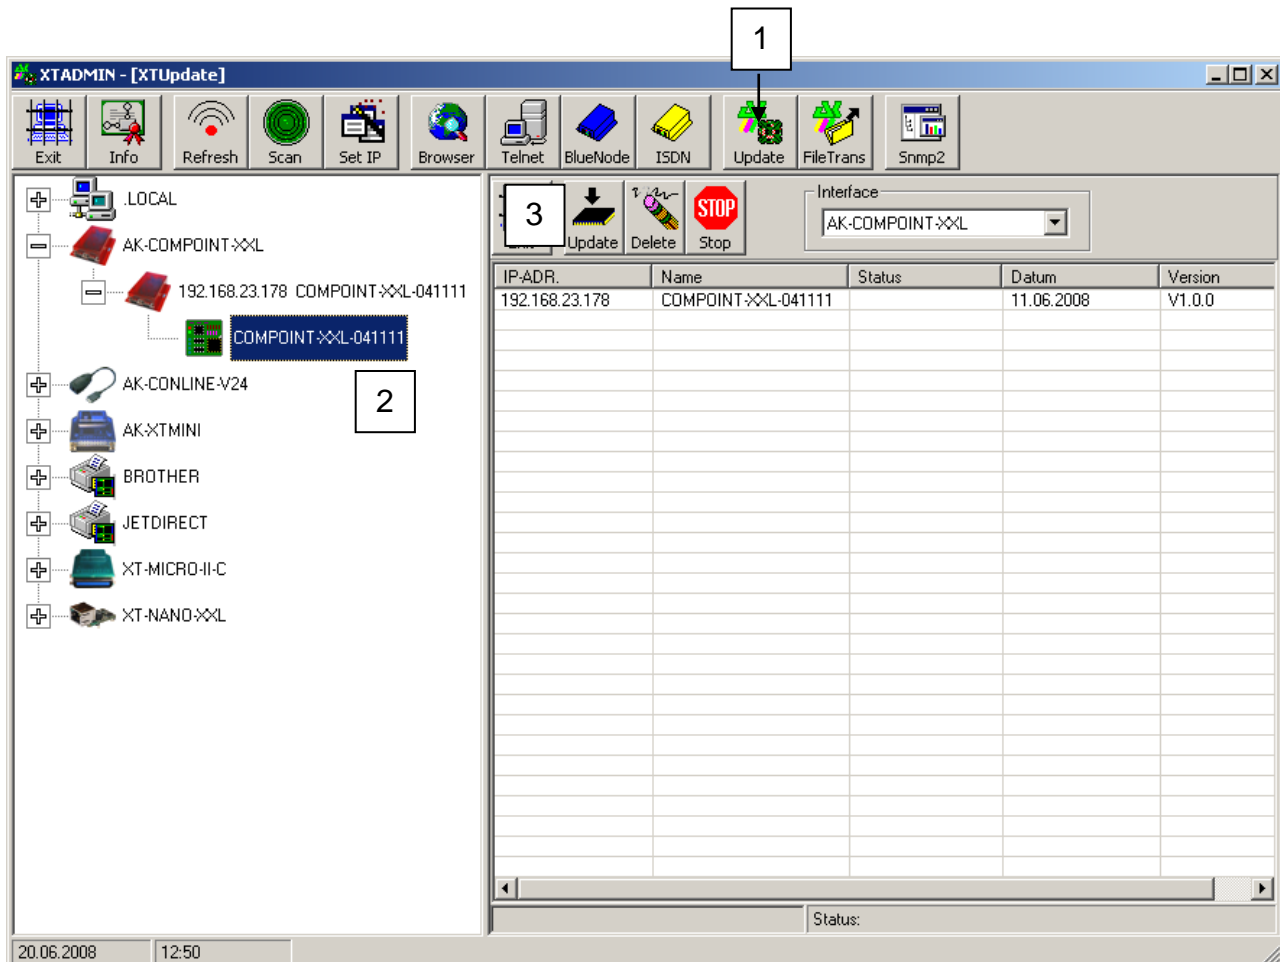 1
XTADMIN - [XTUpdate]
Exit Info Refresh Scan Set IP Browser Telnet BlueNode ISDN Update FileTrans Snmp2
.LOCAL
AK-COMPOINT-XXL
192.168.23.178 COMPOINT-XXL-041111
COMPOINT-XXL-041111
2
AK-CONLINE-V24
AK-XTMINI
BROTHER
JETDIRECT
XT-MICRO-II-C
XT-NANO-XXL
3
Update Delete STOP Stop
Interface
AK-COMPOINT-XXL
IP-ADR. Name Status Datum Version
192.168.23.178 COMPOINT-XXL-041111 11.06.2008 V1.0.0
Status:
20.06.2008 12:50